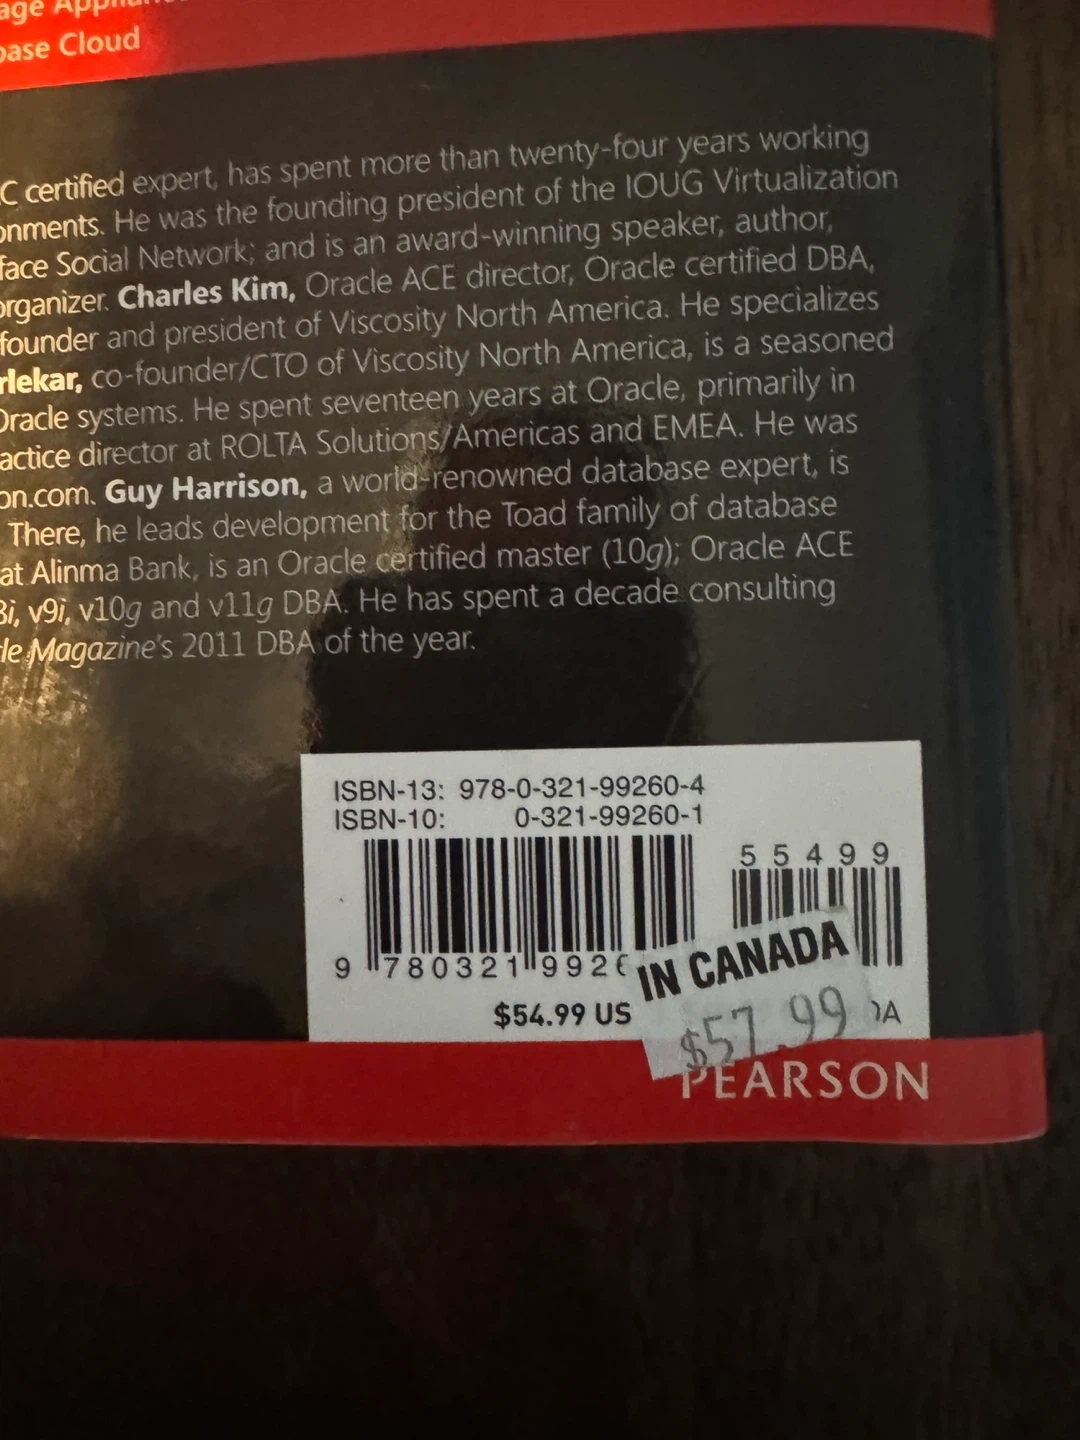 base Cloud
C certified expert, has spent more than twenty-four years working
onments. He was the founding president of the IOUG Virtualization
face Social Network; and is an award-winning speaker, author,
organizer. Charles Kim, Oracle ACE director, Oracle certified DBA,
founder and president of Viscosity North America. He specializes
rlekar, co-founder/CTO of Viscosity North America, is a seasoned
Oracle systems. He spent seventeen years at Oracle, primarily in
actice director at ROLTA Solutions/Americas and EMEA. He was
on.com. Guy Harrison, a world-renowned database expert, is
There, he leads development for the Toad family of database
at Alinma Bank, is an Oracle certified master (10g); Oracle ACE
8i, v9i, v10g and v11g DBA. He has spent a decade consulting
le Magazine's 2011 DBA of the year.
ISBN-13: 978-0-321-99260-4
ISBN-10: 0-321-99260-1
5 5 4 9 9
9 780321 9926
IN CANADA
$54.99 US
$57.99
DA
PEARSON